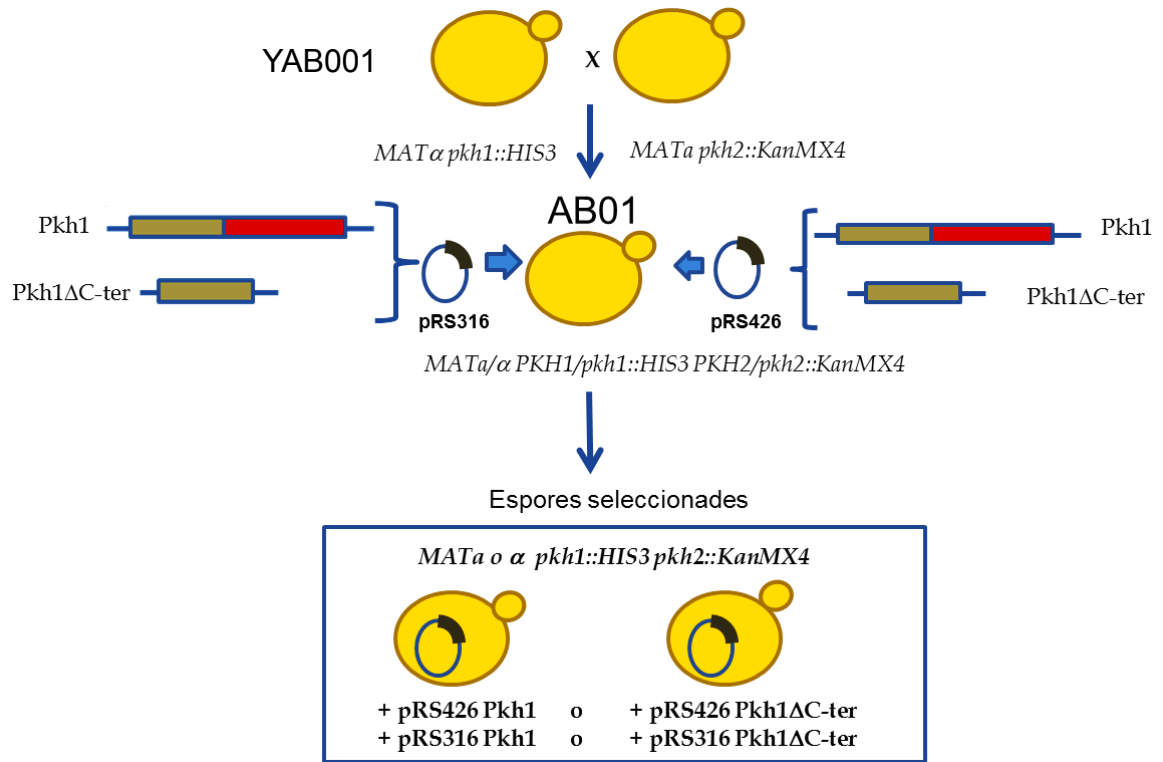 YAB001
x
MATα pkh1::HIS3
MATa pkh2::KanMX4
AB01
Pkh1
Pkh1ΔC-ter
pRS316
pRS426
Pkh1
Pkh1ΔC-ter
MATa/α PKH1/pkh1::HIS3 PKH2/pkh2::KanMX4
Espores seleccionades
MATa o α pkh1::HIS3 pkh2::KanMX4
+ pRS426 Pkh1 o + pRS426 Pkh1ΔC-ter
+ pRS316 Pkh1 o + pRS316 Pkh1ΔC-ter